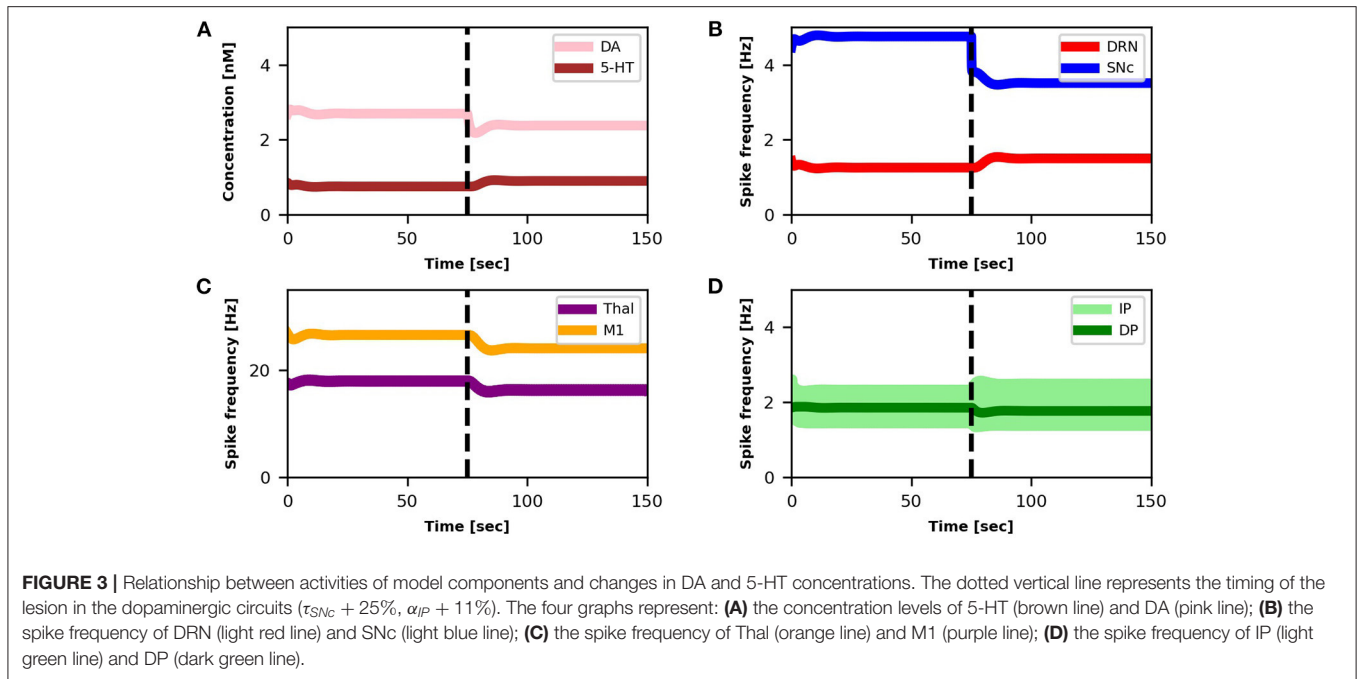 A
Concentration [nM]
4
2
0
DA
5-HT
0
50
100
150
Time [sec]
B
Spike frequency [Hz]
4
2
0
DRN
SNc
0
50
100
150
Time [sec]
C
Spike frequency [Hz]
20
0
Thal
M1
0
50
100
150
Time [sec]
D
Spike frequency [Hz]
4
2
0
IP
DP
0
50
100
150
Time [sec]
FIGURE 3 | Relationship between activities of model components and changes in DA and 5-HT concentrations. The dotted vertical line represents the timing of the
lesion in the dopaminergic circuits (τSNc + 25%, αIP + 11%). The four graphs represent: (A) the concentration levels of 5-HT (brown line) and DA (pink line); (B) the
spike frequency of DRN (light red line) and SNc (light blue line); (C) the spike frequency of Thal (orange line) and M1 (purple line); (D) the spike frequency of IP (light
green line) and DP (dark green line).